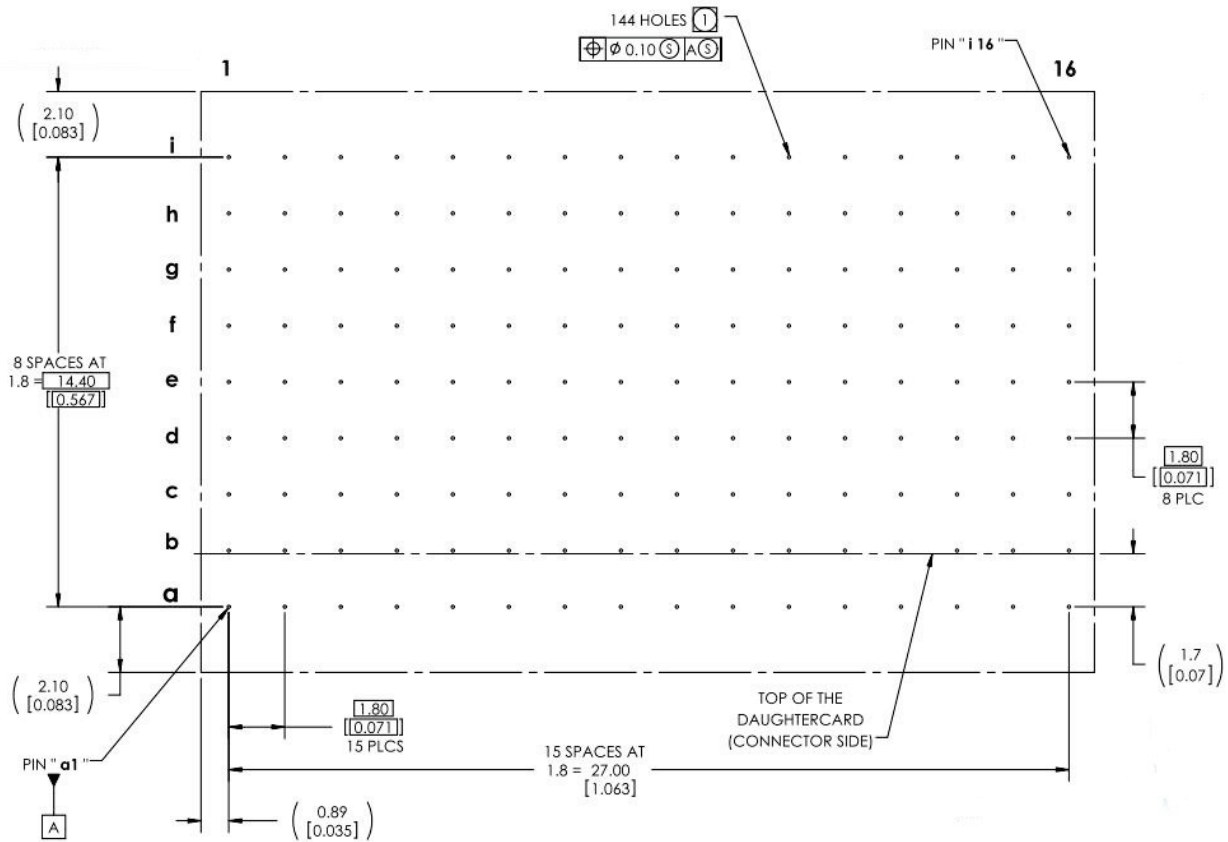 144 HOLES 1
⌖ Ø 0.10 Ⓢ A Ⓢ
PIN "i 16"
1
16
2.10
[0.083]
i
h
g
f
8 SPACES AT
1.8 = 14.40
[0.567]
e
d
1.80
[0.071]
8 PLC
c
b
a
2.10
[0.083]
1.7
[0.07]
1.80
[0.071]
15 PLCS
TOP OF THE
DAUGHTERCARD
(CONNECTOR SIDE)
15 SPACES AT
1.8 = 27.00
[1.063]
PIN "a1"
A
0.89
[0.035]